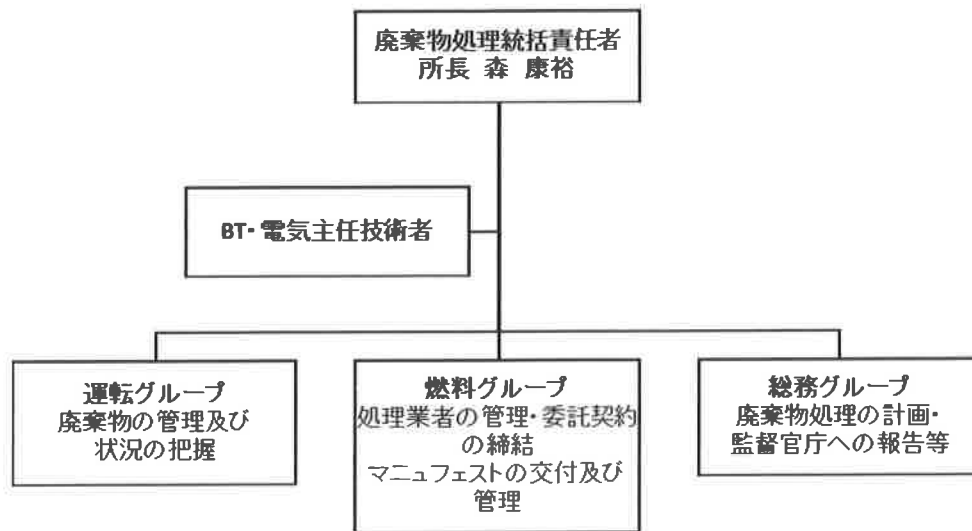 廃棄物処理統括責任者
所長 森 康裕
BT・電気主任技術者
運転グループ
廃棄物の管理及び
状況の把握
燃料グループ
処理業者の管理・委託契約
の締結
マニュフェストの交付及び
管理
総務グループ
廃棄物処理の計画・
監督官庁への報告等